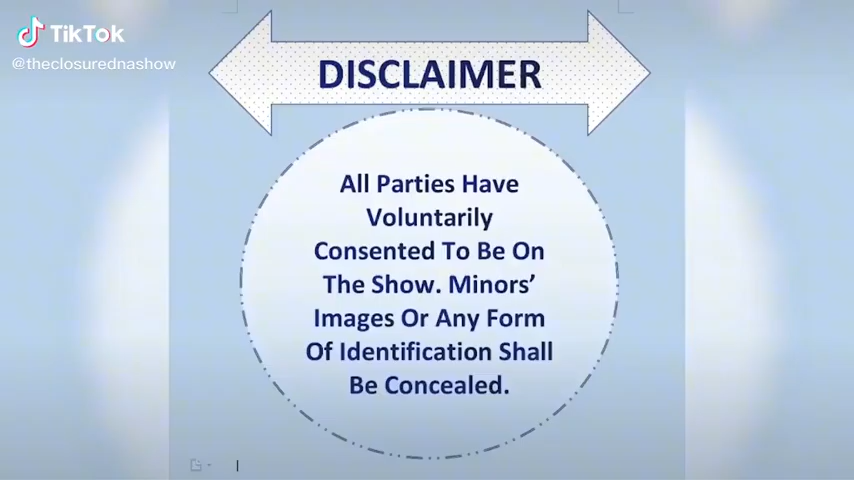 TikTok
@theclosurednashow
DISCLAIMER
All Parties Have
Voluntarily
Consented To Be On
The Show. Minors’
Images Or Any Form
Of Identification Shall
Be Concealed.